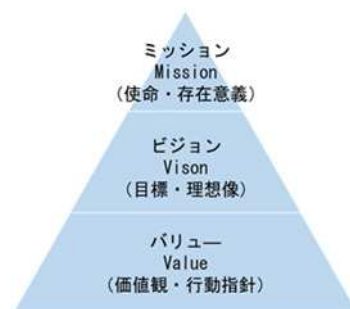 ミッション
Mission
（使命・存在意義）
ビジョン
Vison
（目標・理想像）
バリュー
Value
（価値観・行動指針）